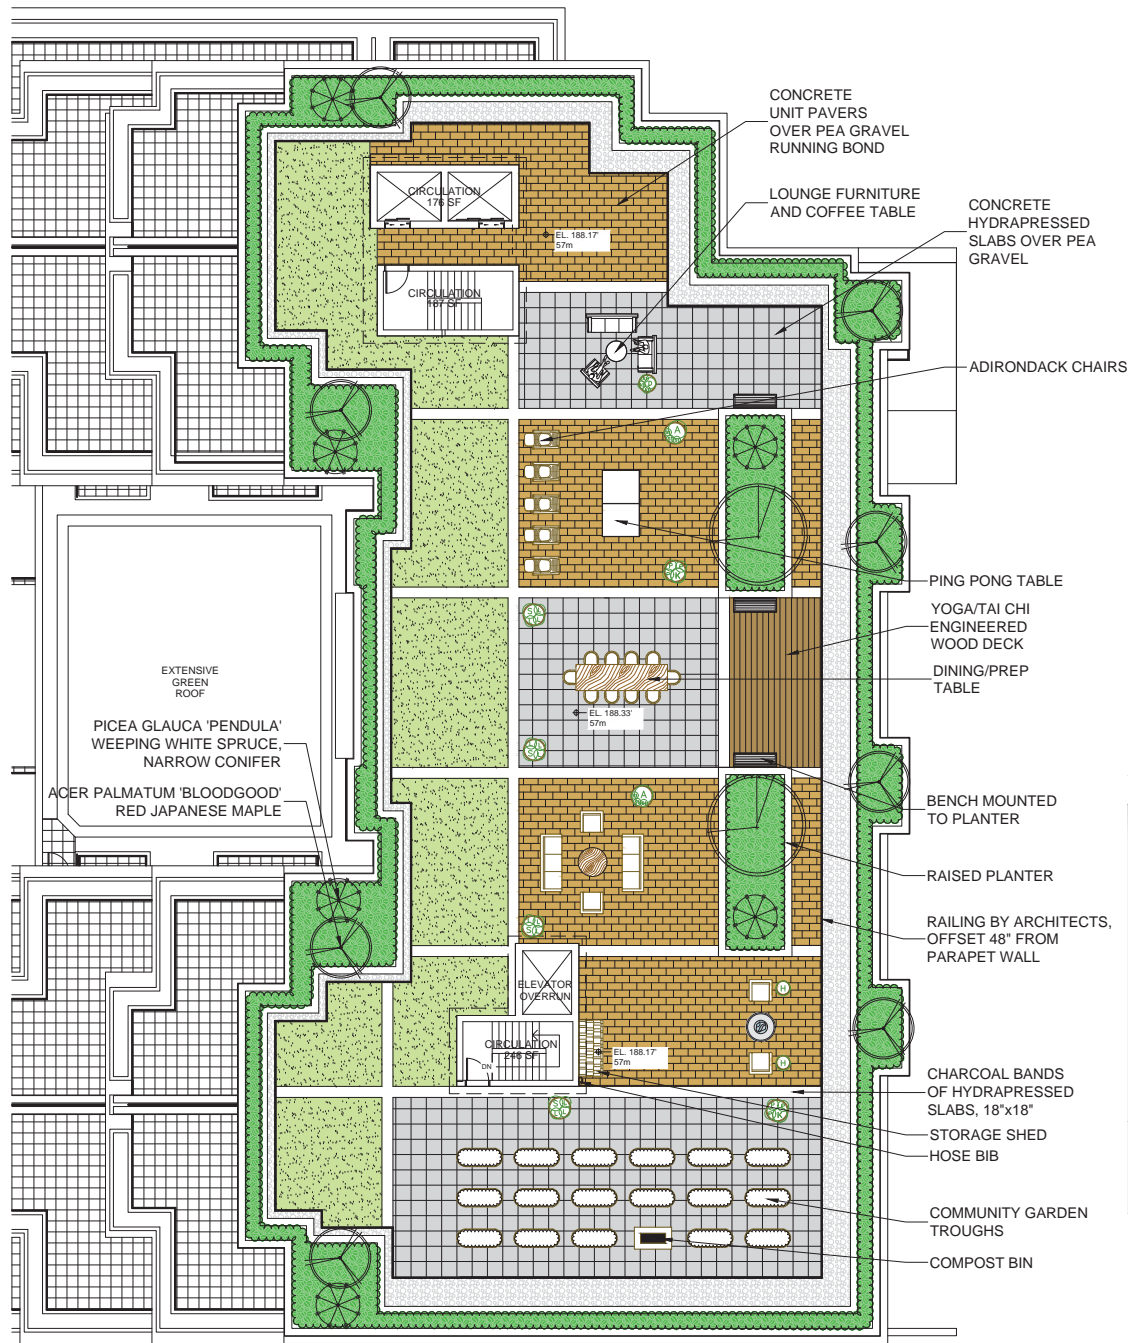 CONCRETE
UNIT PAVERS
OVER PEA GRAVEL
RUNNING BOND
LOUNGE FURNITURE
AND COFFEE TABLE
CONCRETE
HYDRAPRESSED
SLABS OVER PEA
GRAVEL
CIRCULATION
176 SF
EL. 188.17'
57m
CIRCULATION
187 SF
ADIRONDACK CHAIRS
A
PING PONG TABLE
YOGA/TAI CHI
ENGINEERED
WOOD DECK
DINING/PREP
TABLE
EXTENSIVE
GREEN
ROOF
EL. 188.33'
57m
PICEA GLAUCA 'PENDULA'
WEEPING WHITE SPRUCE,
NARROW CONIFER
ACER PALMATUM 'BLOODGOOD'
RED JAPANESE MAPLE
A
BENCH MOUNTED
TO PLANTER
RAISED PLANTER
RAILING BY ARCHITECTS,
OFFSET 48" FROM
PARAPET WALL
ELEVATOR
OVERRUN
H
CIRCULATION
246 SF
DN
EL. 188.17'
57m
H
CHARCOAL BANDS
OF HYDRAPRESSED
SLABS, 18"x18"
STORAGE SHED
HOSE BIB
COMMUNITY GARDEN
TROUGHS
COMPOST BIN